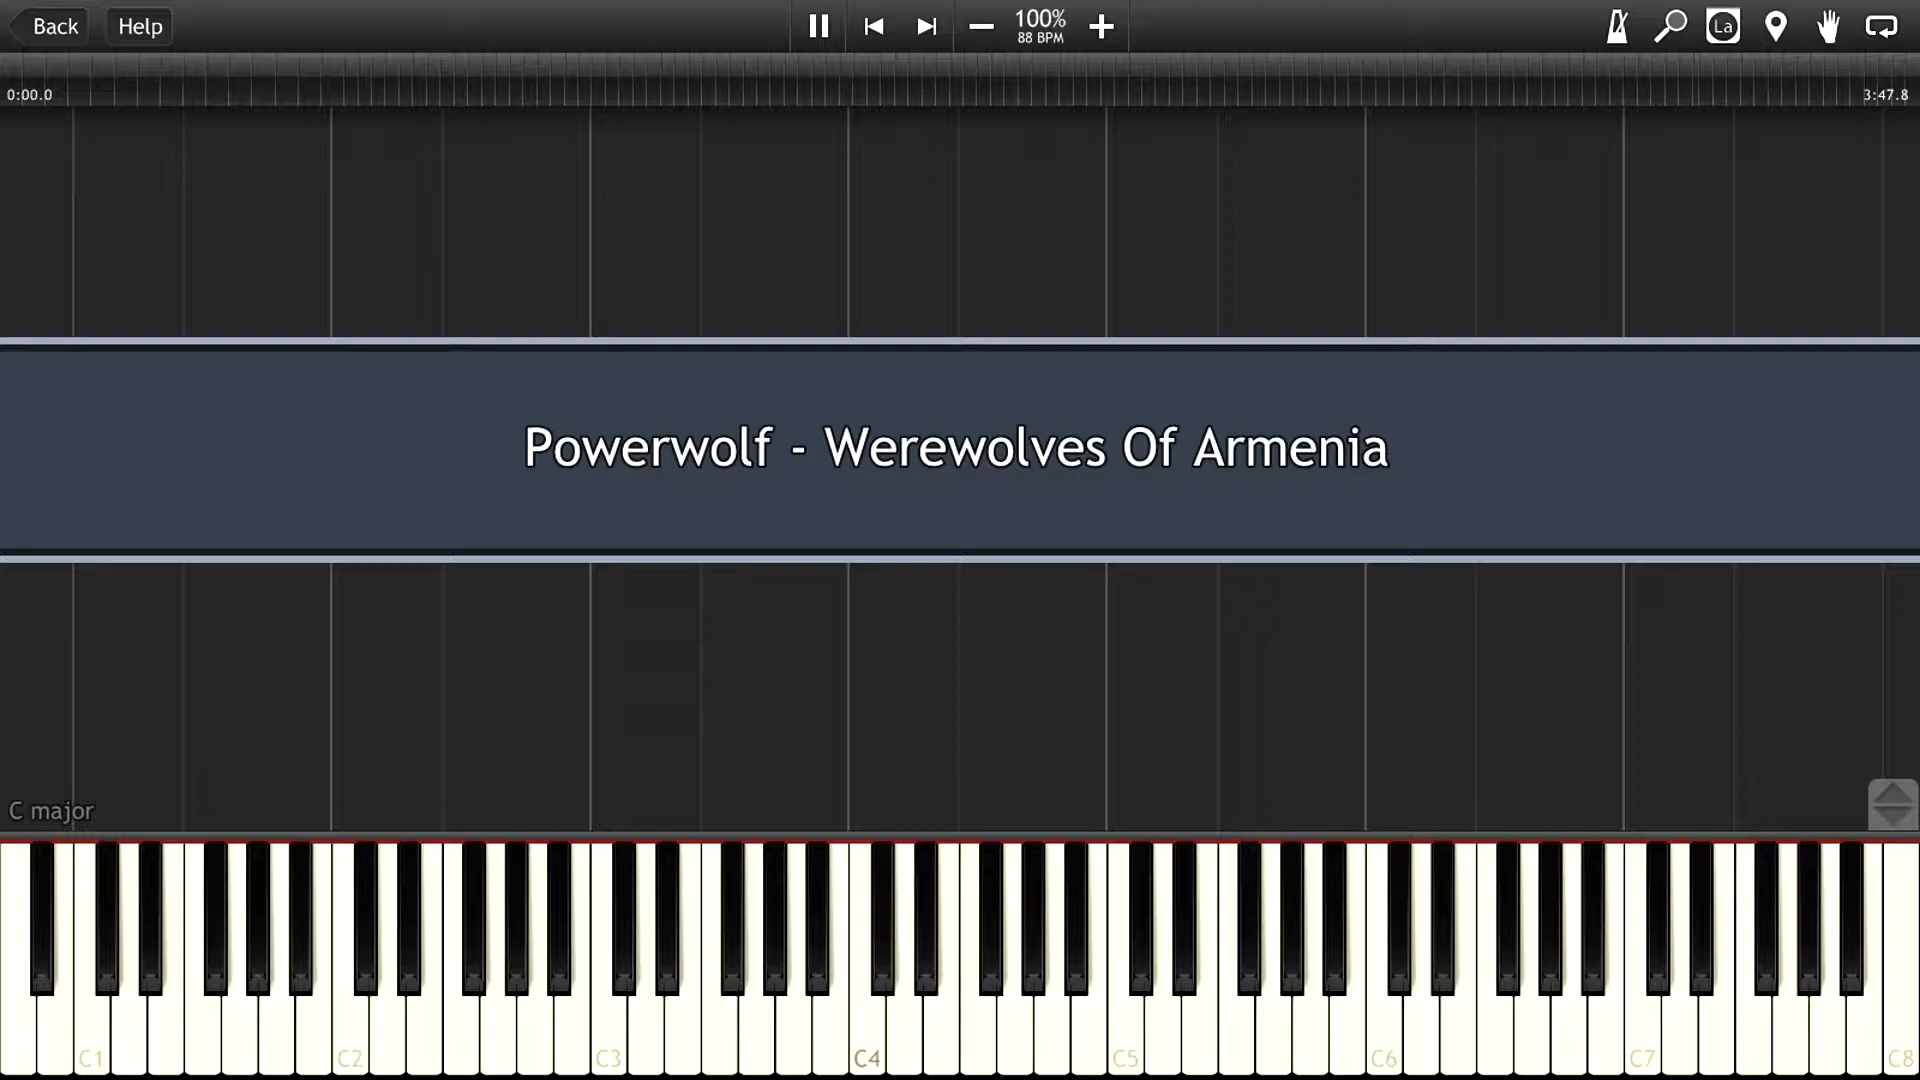 Back Help 100% La
88 BPM
0:00.0 3:47.8
Powerwolf - Werewolves Of Armenia
C major
C1 C2 C3 C4 C5 C6 C7 C8